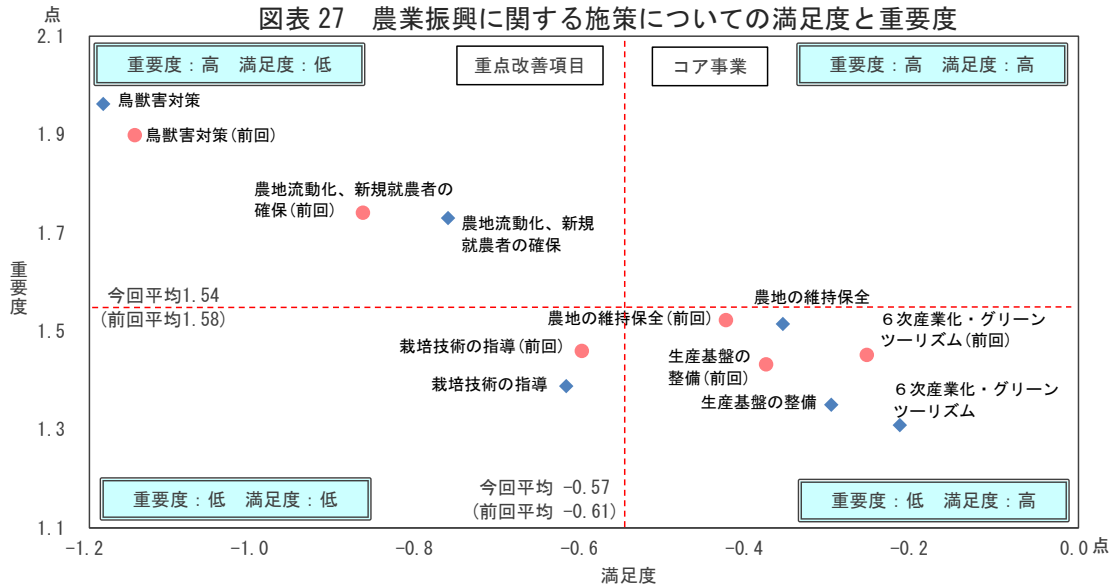 図表 27　農業振興に関する施策についての満足度と重要度
点
2.1
1.9
1.7
1.5
1.3
1.1
重要度
重要度：高　満足度：低
重点改善項目
コア事業
重要度：高　満足度：高
鳥獣害対策
鳥獣害対策(前回)
農地流動化、新規就農者の
確保(前回)
農地流動化、新規
就農者の確保
今回平均1.54
(前回平均1.58)
農地の維持保全
農地の維持保全(前回)
６次産業化・グリーン
ツーリズム(前回)
栽培技術の指導(前回)
生産基盤の
整備(前回)
栽培技術の指導
生産基盤の整備
６次産業化・グリーン
ツーリズム
今回平均 -0.57
(前回平均 -0.61)
重要度：低　満足度：低
重要度：低　満足度：高
-1.2
-1.0
-0.8
-0.6
-0.4
-0.2
0.0
点
満足度